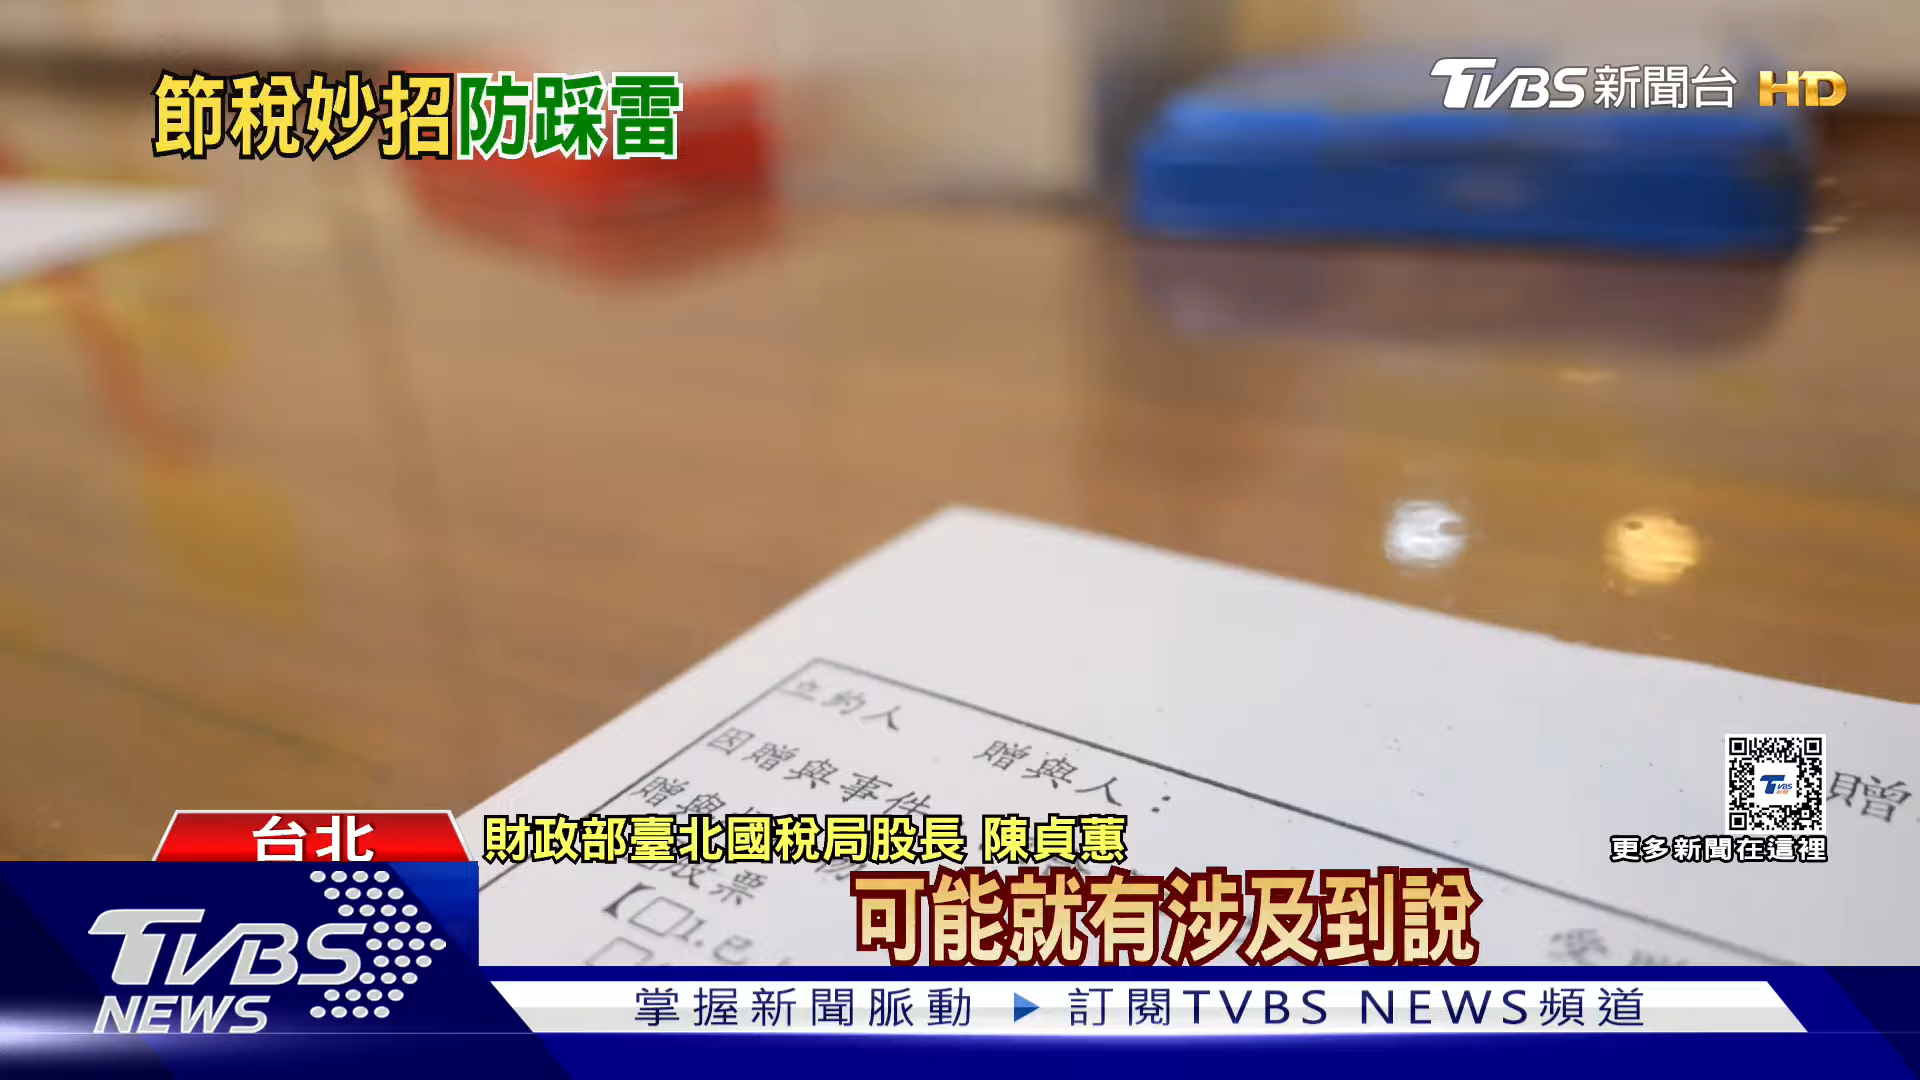 節稅妙招防踩雷
TVBS新聞台 HD
立約人 贈與人：
因贈與事件
贈與
股票
【□1.已
贈
台北
財政部臺北國稅局股長 陳貞蕙
更多新聞在這裡
可能就有涉及到說
TVBS
NEWS
掌握新聞脈動 ▶ 訂閱TVBS NEWS頻道